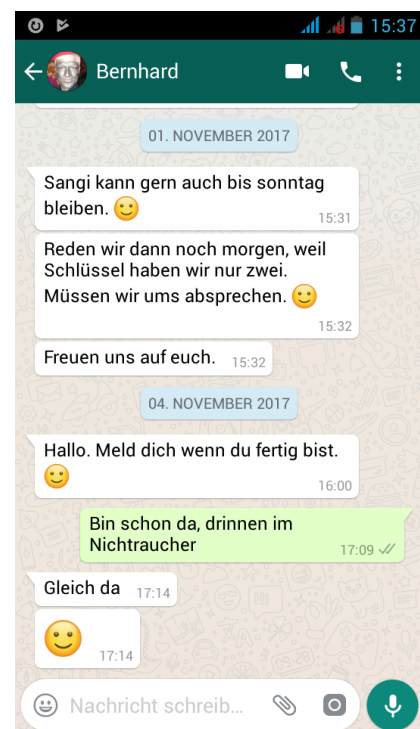 15:37
Bernhard
01. NOVEMBER 2017
Sangi kann gern auch bis sonntag
bleiben. 🙂
15:31
Reden wir dann noch morgen, weil
Schlüssel haben wir nur zwei.
Müssen wir ums absprechen. 🙂
15:32
Freuen uns auf euch. 15:32
04. NOVEMBER 2017
Hallo. Meld dich wenn du fertig bist.
🙂
16:00
Bin schon da, drinnen im
Nichtraucher 17:09
Gleich da 17:14
🙂
17:14
Nachricht schreib...